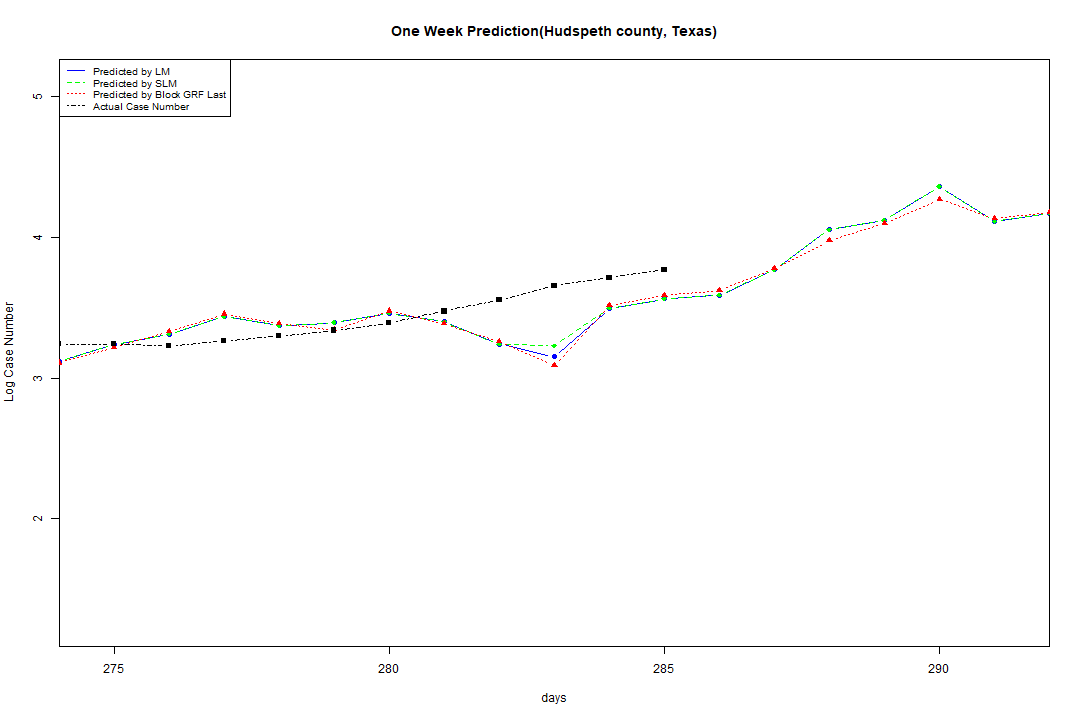 One Week Prediction(Hudspeth county, Texas)
Predicted by LM
Predicted by SLM
Predicted by Block GRF Last
Actual Case Number
5
4
3
2
Log Case Number
275 280 285 290
days